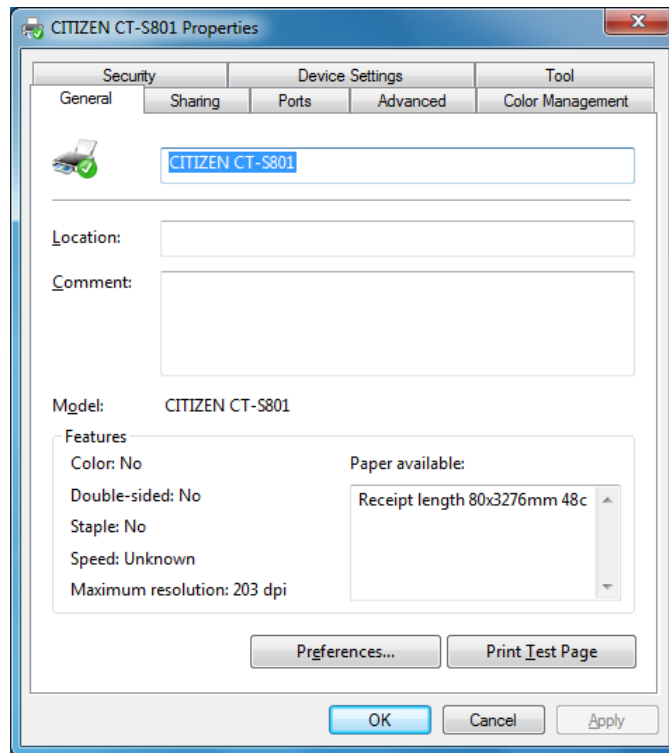 CITIZEN CT-S801 Properties
Security Device Settings Tool
General Sharing Ports Advanced Color Management
CITIZEN CT-S801
Location:
Comment:
Model: CITIZEN CT-S801
Features
Color: No Paper available:
Double-sided: No Receipt length 80x3276mm 48c
Staple: No
Speed: Unknown
Maximum resolution: 203 dpi
Preferences... Print Test Page
OK Cancel Apply